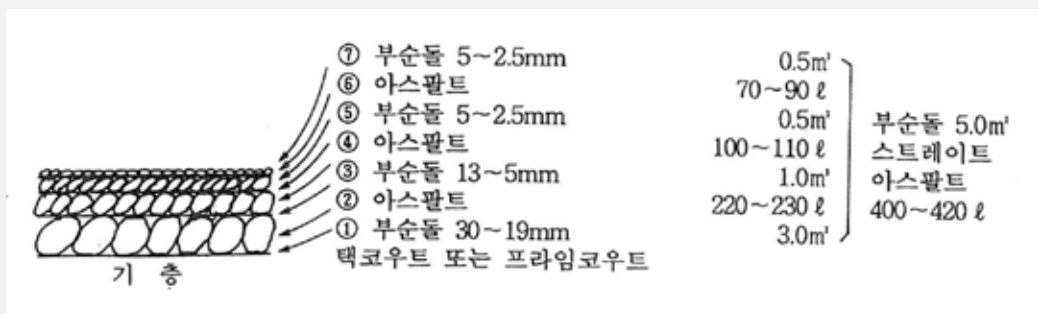 ⑦ 부순돌 5~2.5mm 0.5㎥
⑥ 아스팔트 70~90ℓ
⑤ 부순돌 5~2.5mm 0.5㎥
④ 아스팔트 100~110ℓ
③ 부순돌 13~5mm 1.0㎥
② 아스팔트 220~230ℓ
① 부순돌 30~19mm 3.0㎥
택코우트 또는 프라임코우트
기 층
부순돌 5.0㎥
스트레이트
아스팔트
400~420ℓ